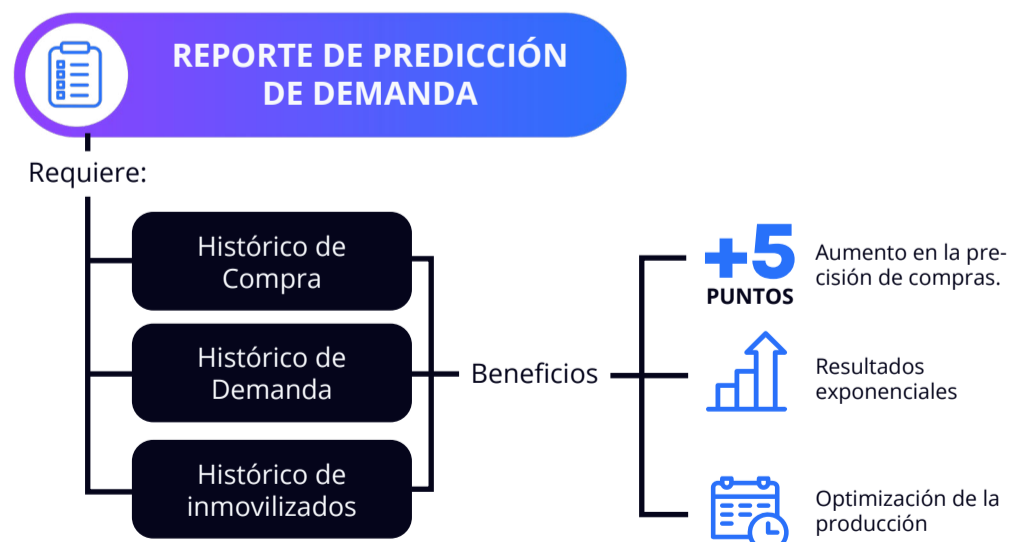 REPORTE DE PREDICCIÓN
DE DEMANDA
Requiere:
Histórico de
Compra
Histórico de
Demanda
Histórico de
inmovilizados
Beneficios
+5
PUNTOS
Aumento en la pre-
cisión de compras.
Resultados
exponenciales
Optimización de la
producción